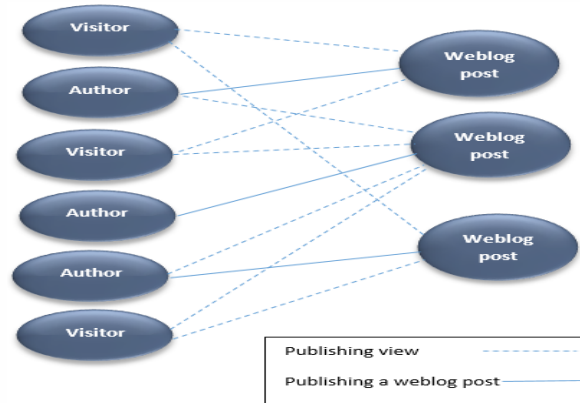 Visitor
Author
Visitor
Author
Author
Visitor
Weblog
post
Weblog
post
Weblog
post
Publishing view
Publishing a weblog post